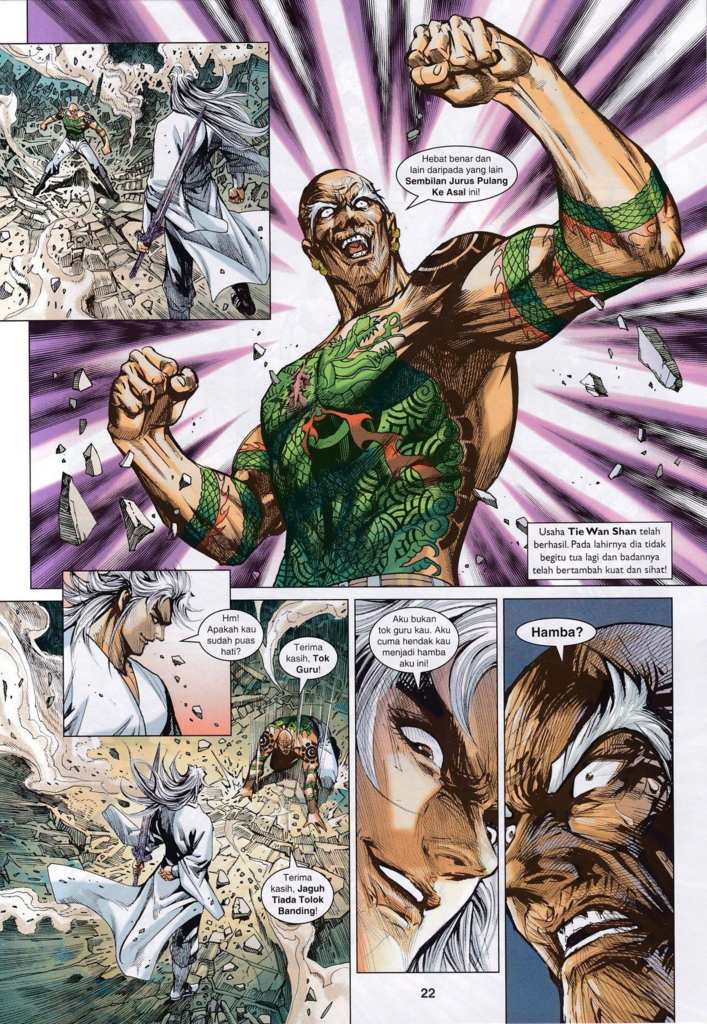 Hebat benar dan
lain daripada yang lain
Sembilan Jurus Pulang
Ke Asal ini!
Usaha Tie Wan Shan telah
berhasil. Pada lahirnya dia tidak
begitu tua lagi dan badannya
telah bertambah kuat dan sihat!
Hm!
Apakah kau
sudah puas
hati?
Terima
kasih, Tok
Guru!
Terima
kasih, Jaguh
Tiada Tolok
Banding!
Aku bukan
tok guru kau. Aku
cuma hendak kau
menjadi hamba
aku ini!
Hamba?
22